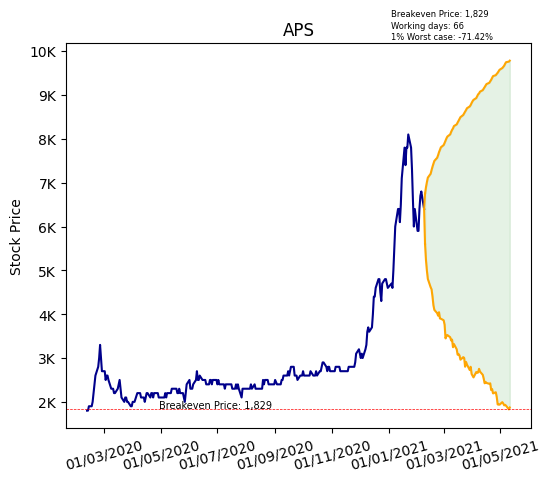 Breakeven Price: 1,829
Working days: 66
1% Worst case: -71.42%
APS
Stock Price
10K
9K
8K
7K
6K
5K
4K
3K
2K
Breakeven Price: 1,829
01/03/2020
01/05/2020
01/07/2020
01/09/2020
01/11/2020
01/01/2021
01/03/2021
01/05/2021